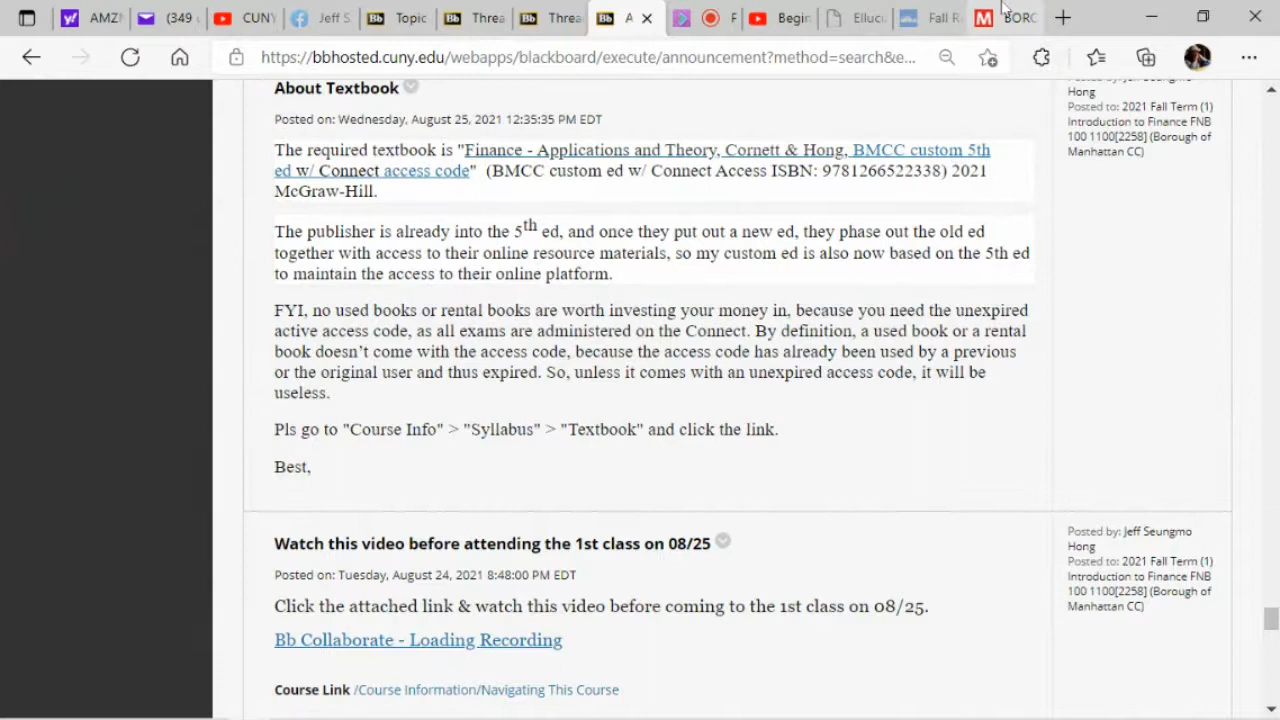 AMZI
(349
CUNY
Jeff S
Bb Topic
Bb Threa
Bb Threa
Bb A
F
Begin
Elluci
Fall R
M BORC
https://bbhosted.cuny.edu/webapps/blackboard/execute/announcement?method=search&e...
About Textbook
Posted on: Wednesday, August 25, 2021 12:35:35 PM EDT
The required textbook is "Finance - Applications and Theory, Cornett & Hong, BMCC custom 5th
ed w/ Connect access code" (BMCC custom ed w/ Connect Access ISBN: 9781266522338) 2021
McGraw-Hill.
The publisher is already into the 5th ed, and once they put out a new ed, they phase out the old ed
together with access to their online resource materials, so my custom ed is also now based on the 5th ed
to maintain the access to their online platform.
FYI, no used books or rental books are worth investing your money in, because you need the unexpired
active access code, as all exams are administered on the Connect. By definition, a used book or a rental
book doesn't come with the access code, because the access code has already been used by a previous
or the original user and thus expired. So, unless it comes with an unexpired access code, it will be
useless.
Pls go to "Course Info" > "Syllabus" > "Textbook" and click the link.
Best,
Hong
Posted to: 2021 Fall Term (1)
Introduction to Finance FNB
100 1100[2258] (Borough of
Manhattan CC)
Watch this video before attending the 1st class on 08/25
Posted on: Tuesday, August 24, 2021 8:48:00 PM EDT
Click the attached link & watch this video before coming to the 1st class on 08/25.
Bb Collaborate - Loading Recording
Course Link /Course Information/Navigating This Course
Posted by: Jeff Seungmo
Hong
Posted to: 2021 Fall Term (1)
Introduction to Finance FNB
100 1100[2258] (Borough of
Manhattan CC)